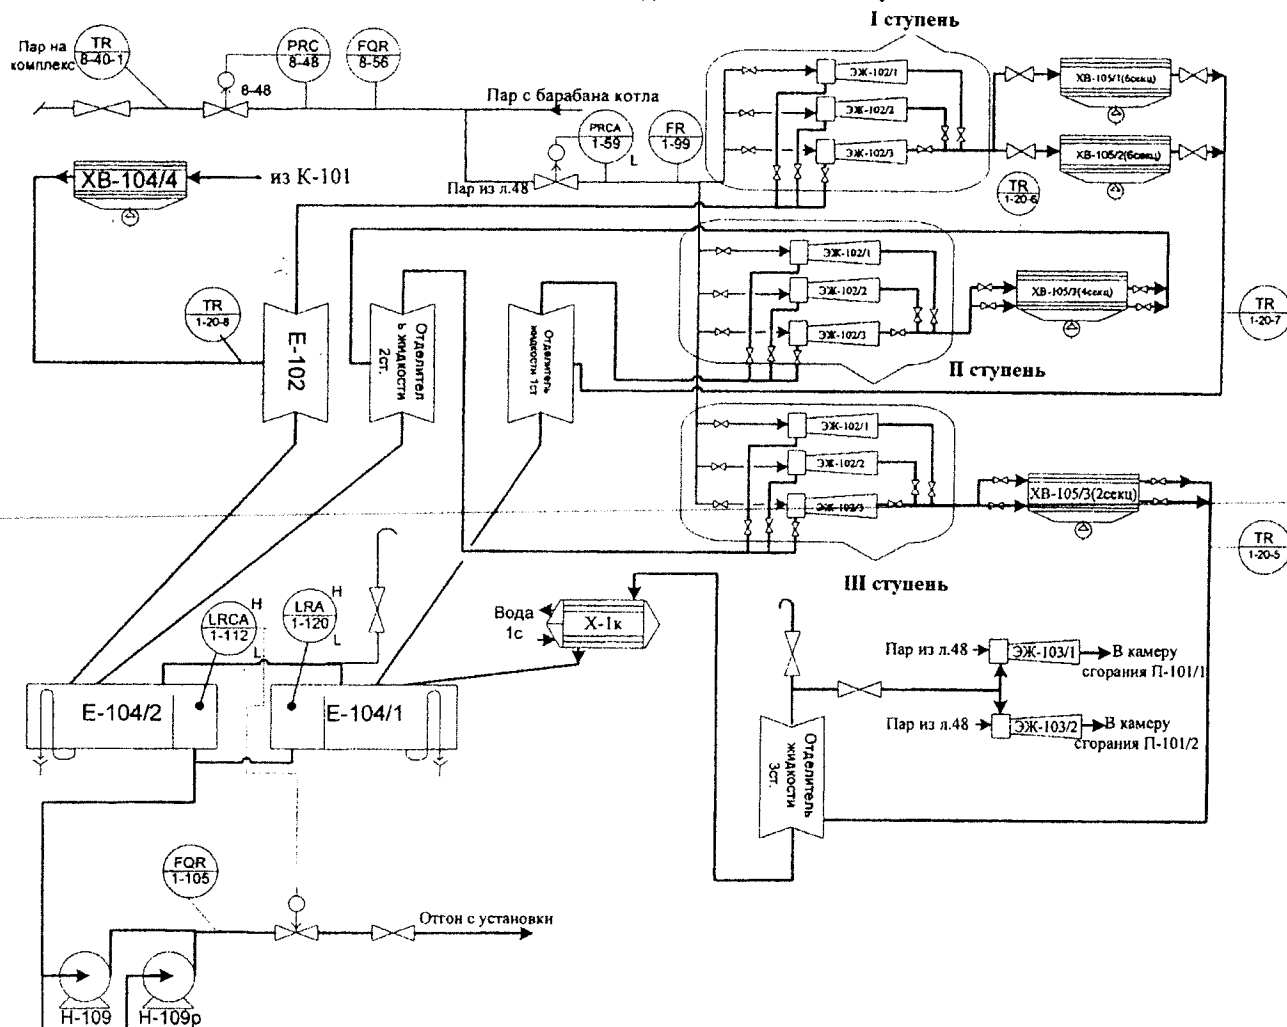 I ступень
Пар на
комплекс
TR
8-40-1
PRC
8-48
FQR
8-56
8-48
Пар с барабана котла
PRCA
1-59
L
FR
1-99
Пар из л.48
ЭЖ-102/1
ЭЖ-102/2
ЭЖ-102/3
ХВ-105/1(6секц)
ХВ-105/2(6секц)
TR
1-20-6
ХВ-104/4
из К-101
TR
1-20-8
Е-102
Отделител
ь жидкости
2ст.
Отделитель
жидкости 1ст
ЭЖ-102/1
ЭЖ-102/2
ЭЖ-102/3
ХВ-105/3(4секц)
TR
1-20-7
II ступень
ЭЖ-102/1
ЭЖ-102/2
ЭЖ-102/3
ХВ-105/3(2секц)
TR
1-20-5
III ступень
LRCA
1-112
H
L
LRA
1-120
H
L
Вода
1с
Х-1к
Е-104/2
Е-104/1
Пар из л.48
ЭЖ-103/1
В камеру
сгорания П-101/1
Пар из л.48
ЭЖ-103/2
В камеру
сгорания П-101/2
Отделитель
жидкости
3ст.
FQR
1-105
Отгон с установки
Н-109
Н-109р